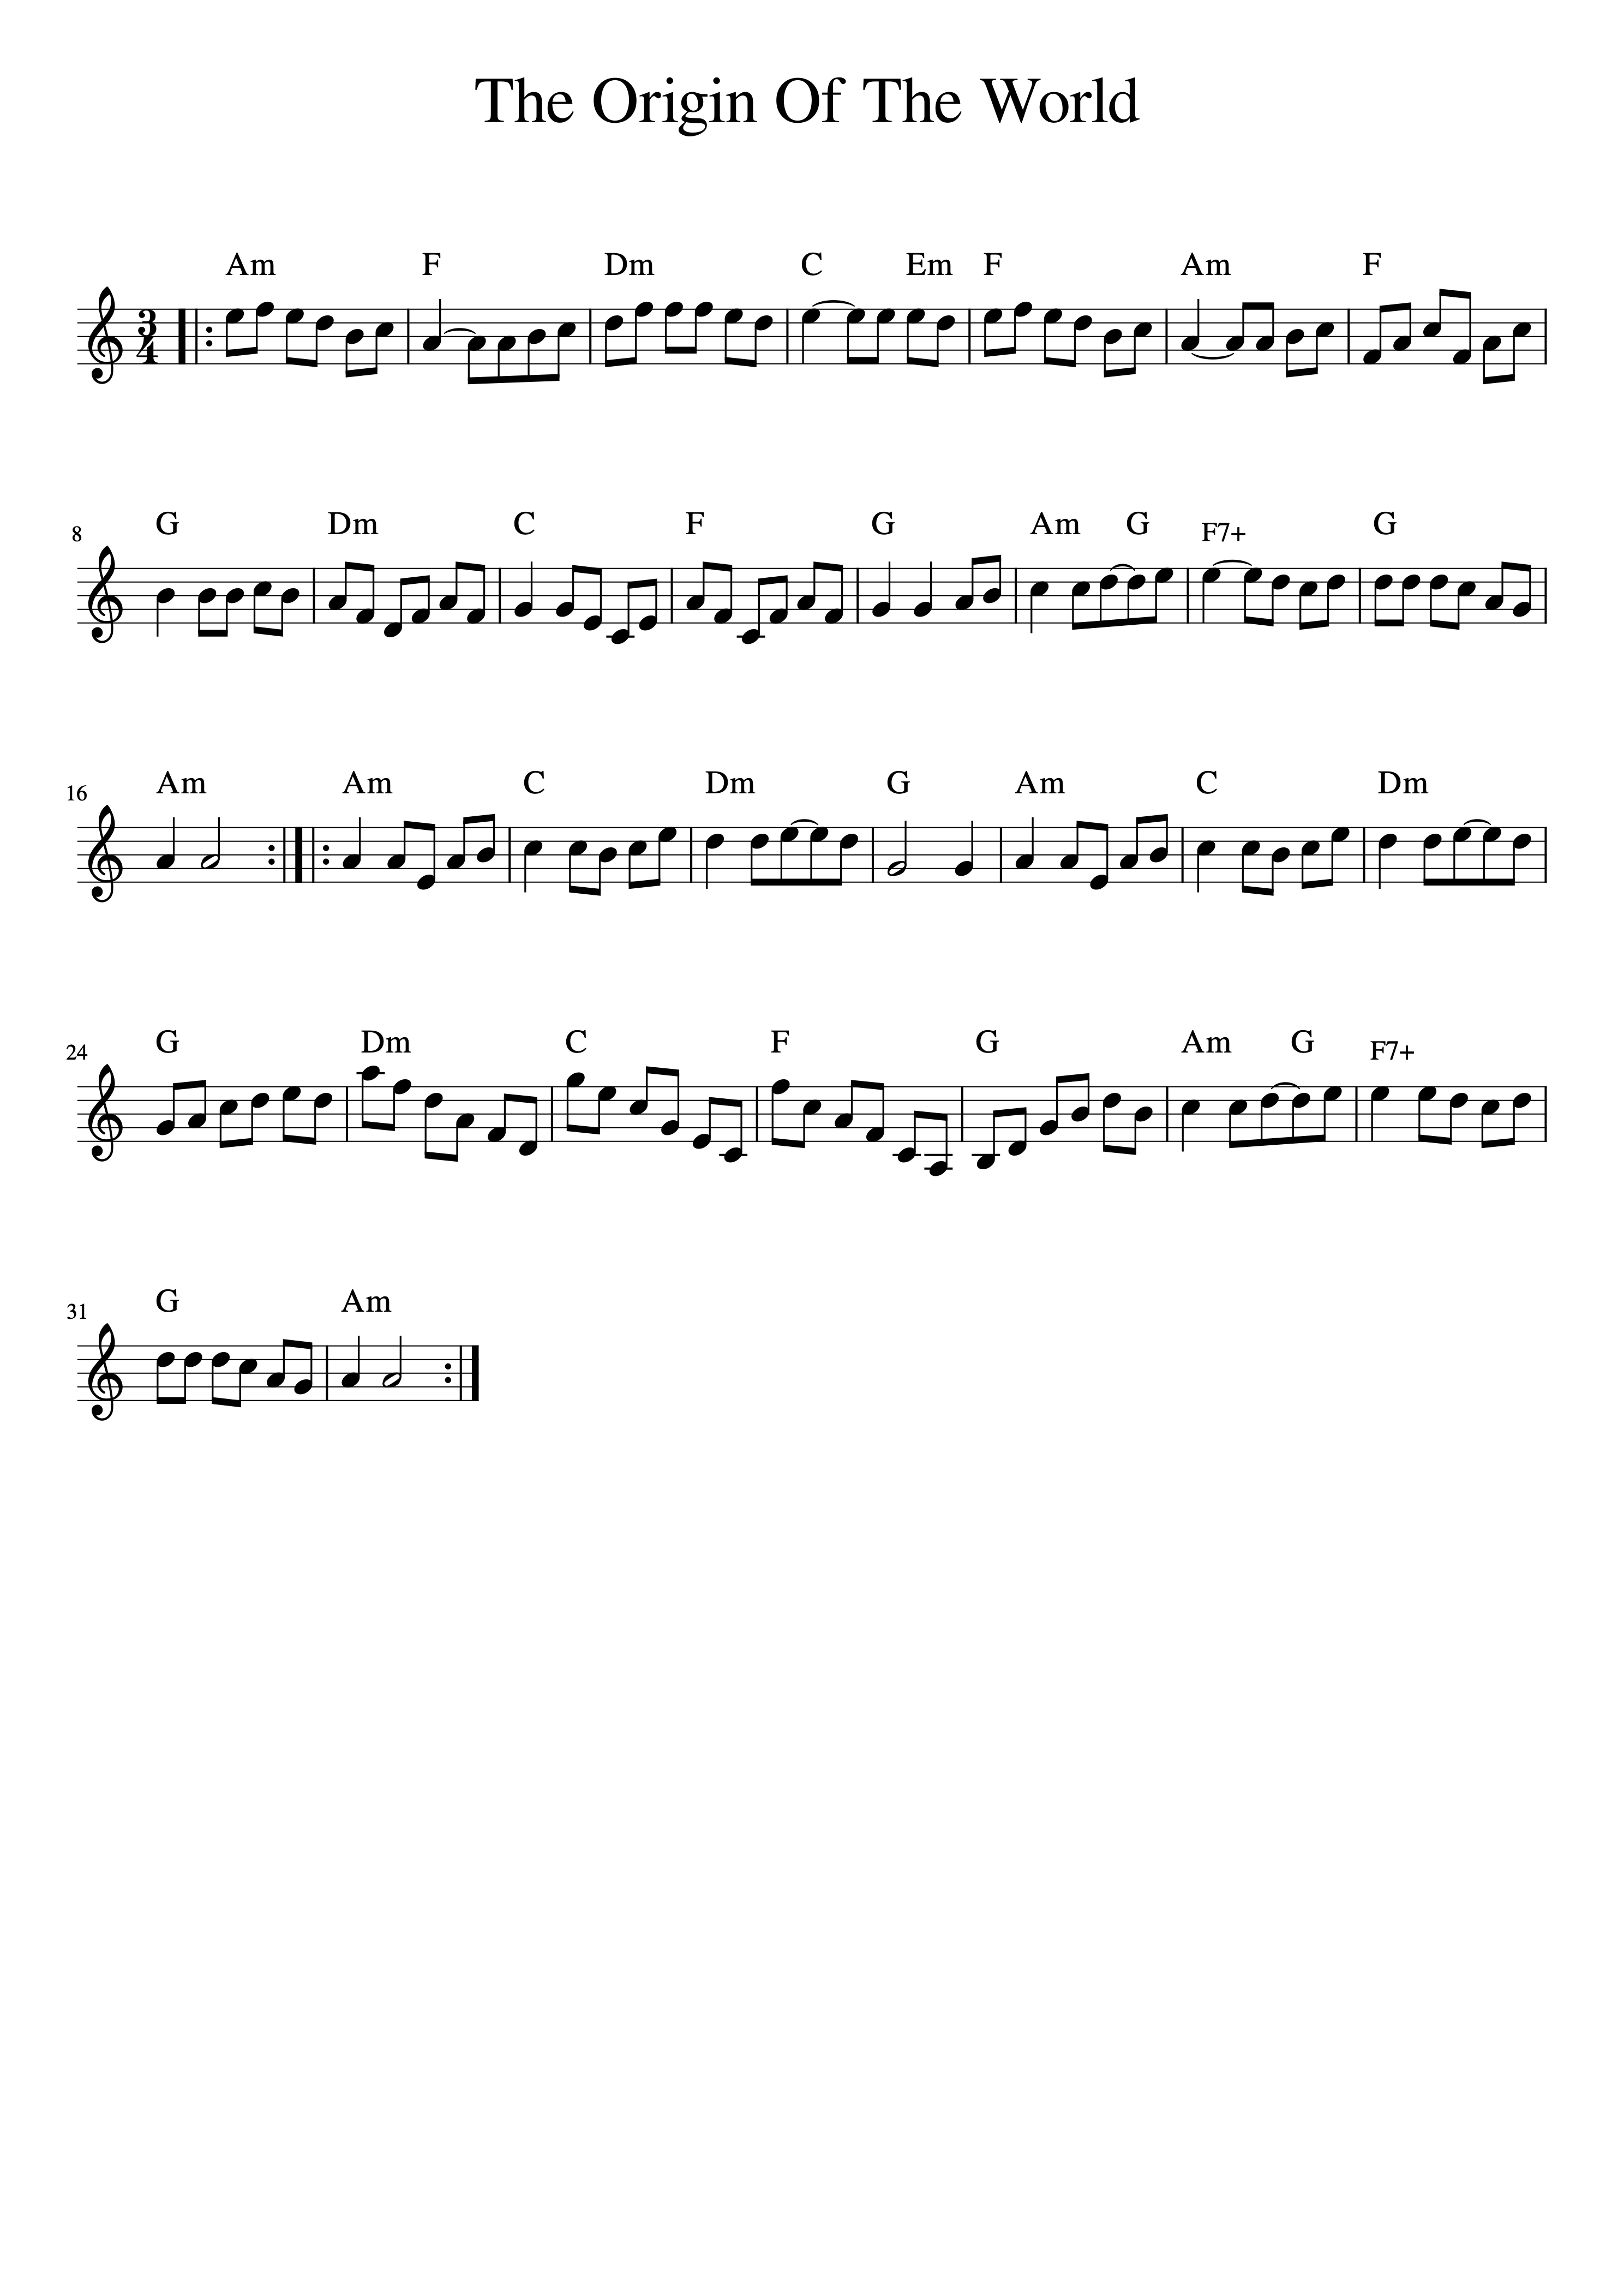 The Origin Of The World
Am F Dm C Em F Am F
3
4
8 G Dm C F G Am G F7+ G
16 Am Am C Dm G Am C Dm
24 G Dm C F G Am G F7+
31 G Am